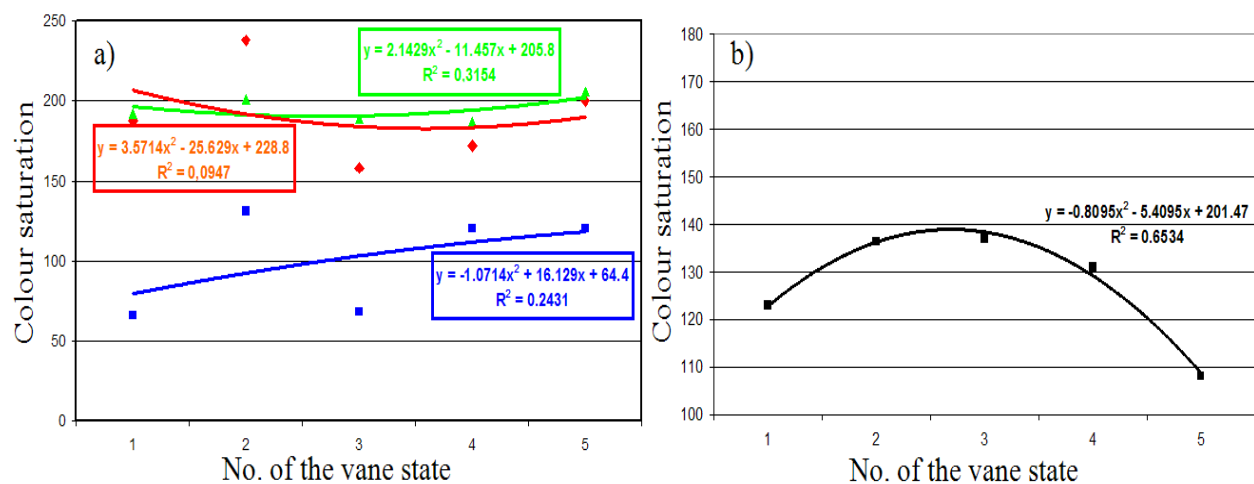 a)
250
200
150
100
50
0
y = 2.1429x² - 11.457x + 205.8
R² = 0.3154
y = 3.5714x² - 25.629x + 228.8
R² = 0,0947
y = -1.0714x² + 16.129x + 64.4
R² = 0.2431
1 2 3 4 5
Colour saturation
No. of the vane state
b)
180
170
160
150
140
130
120
110
100
y = -0.8095x² - 5.4095x + 201.47
R² = 0.6534
1 2 3 4 5
Colour saturation
No. of the vane state